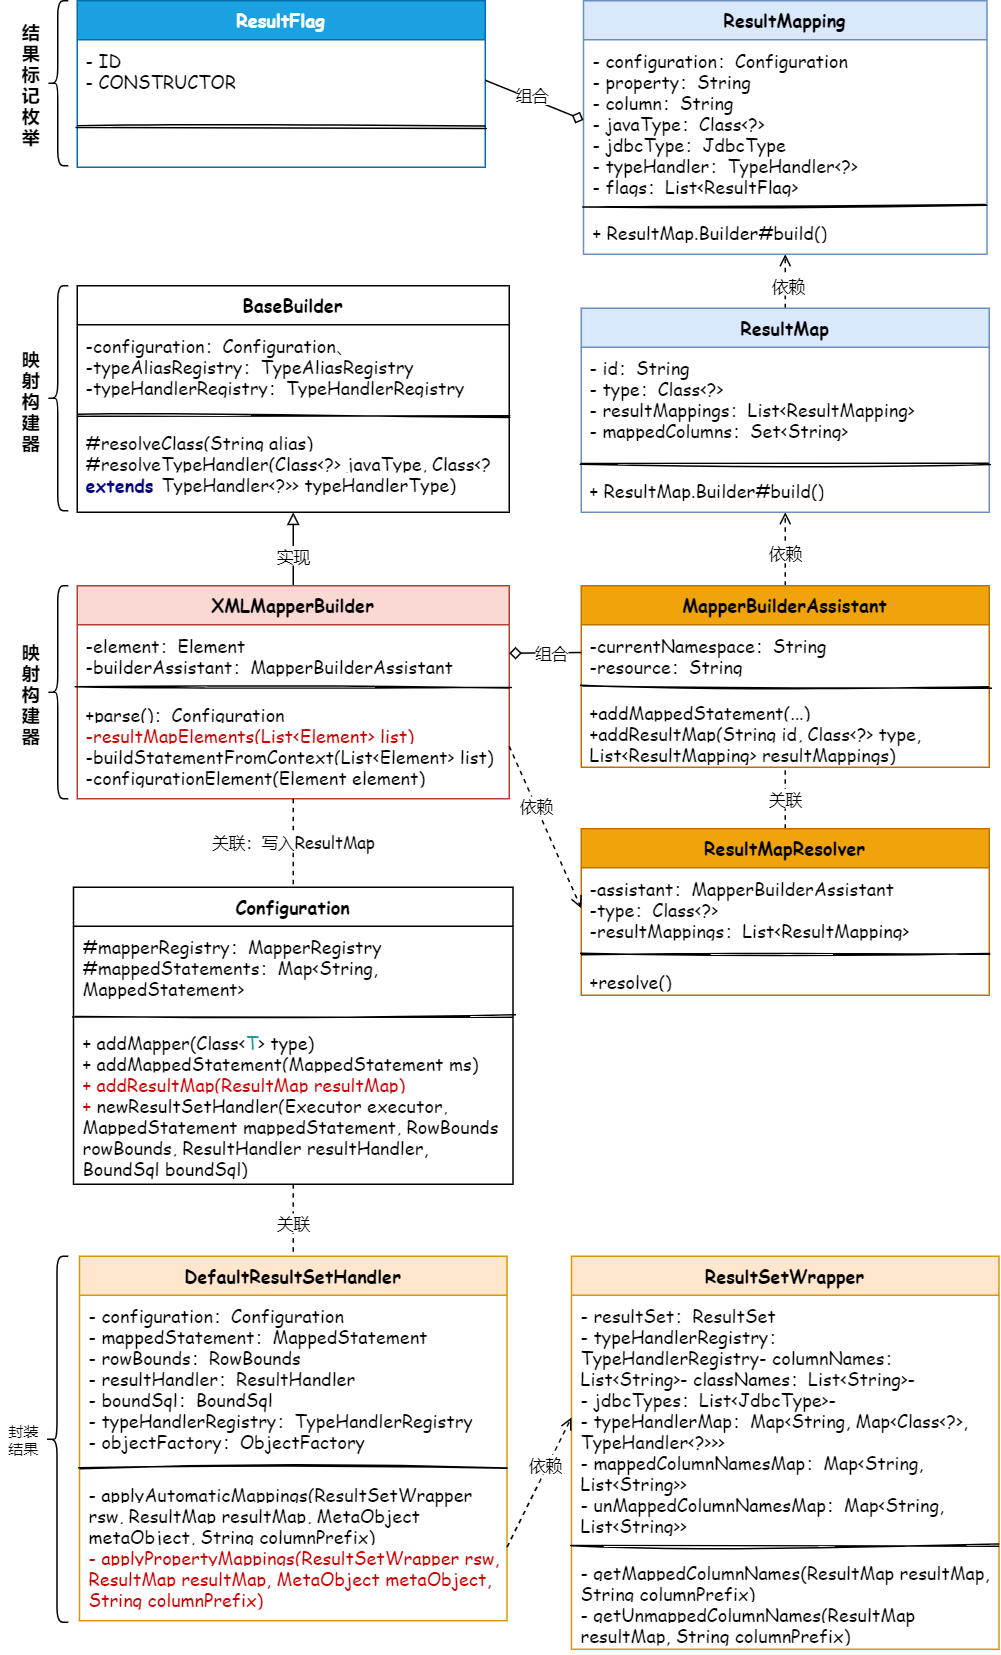 结果标记枚举
ResultFlag
- ID
- CONSTRUCTOR
组合
ResultMapping
- configuration：Configuration
- property：String
- column：String
- javaType：Class<?>
- jdbcType：JdbcType
- typeHandler：TypeHandler<?>
- flags：List<ResultFlag>
+ ResultMap.Builder#build()
依赖
映射构建器
BaseBuilder
-configuration：Configuration、
-typeAliasRegistry：TypeAliasRegistry
-typeHandlerRegistry：TypeHandlerRegistry
#resolveClass(String alias)
#resolveTypeHandler(Class<?> javaType, Class<?
extends TypeHandler<?>> typeHandlerType)
ResultMap
- id：String
- type：Class<?>
- resultMappings：List<ResultMapping>
- mappedColumns：Set<String>
+ ResultMap.Builder#build()
实现
依赖
映射构建器
XMLMapperBuilder
-element：Element
-builderAssistant：MapperBuilderAssistant
+parse()：Configuration
-resultMapElements(List<Element> list)
-buildStatementFromContext(List<Element> list)
-configurationElement(Element element)
组合
MapperBuilderAssistant
-currentNamespace：String
-resource：String
+addMappedStatement(...)
+addResultMap(String id, Class<?> type,
List<ResultMapping> resultMappings)
依赖
关联
关联：写入ResultMap
ResultMapResolver
-assistant：MapperBuilderAssistant
-type：Class<?>
-resultMappings：List<ResultMapping>
+resolve()
Configuration
#mapperRegistry：MapperRegistry
#mappedStatements：Map<String,
MappedStatement>
+ addMapper(Class<T> type)
+ addMappedStatement(MappedStatement ms)
+ addResultMap(ResultMap resultMap)
+ newResultSetHandler(Executor executor,
MappedStatement mappedStatement, RowBounds
rowBounds, ResultHandler resultHandler,
BoundSql boundSql)
关联
封装
结果
DefaultResultSetHandler
- configuration：Configuration
- mappedStatement：MappedStatement
- rowBounds：RowBounds
- resultHandler：ResultHandler
- boundSql：BoundSql
- typeHandlerRegistry：TypeHandlerRegistry
- objectFactory：ObjectFactory
- applyAutomaticMappings(ResultSetWrapper
rsw, ResultMap resultMap, MetaObject
metaObject, String columnPrefix)
- applyPropertyMappings(ResultSetWrapper rsw,
ResultMap resultMap, MetaObject metaObject,
String columnPrefix)
依赖
ResultSetWrapper
- resultSet：ResultSet
- typeHandlerRegistry：
TypeHandlerRegistry- columnNames：
List<String>- classNames：List<String>-
- jdbcTypes：List<JdbcType>-
- typeHandlerMap：Map<String, Map<Class<?>,
TypeHandler<?>>>
- mappedColumnNamesMap：Map<String,
List<String>>
- unMappedColumnNamesMap：Map<String,
List<String>>
- getMappedColumnNames(ResultMap resultMap,
String columnPrefix)
- getUnmappedColumnNames(ResultMap
resultMap, String columnPrefix)